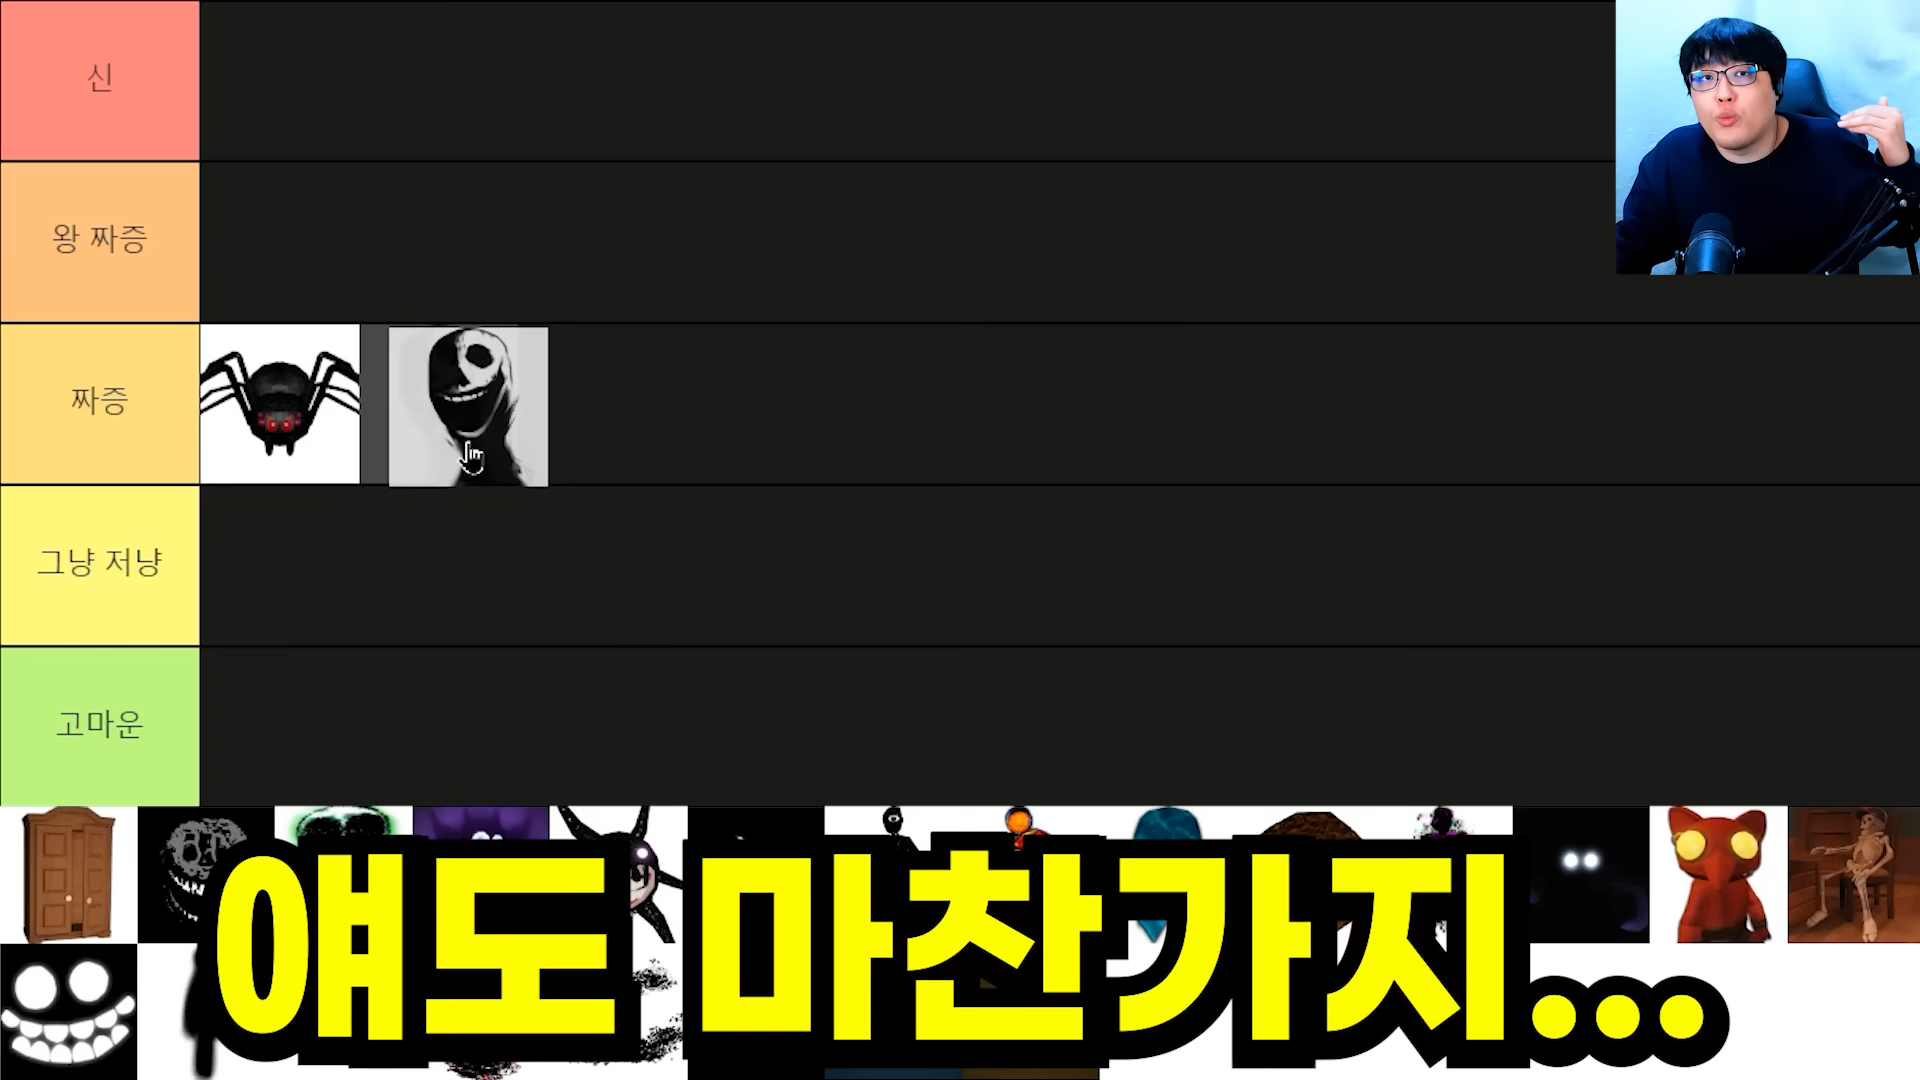 신
왕 짜증
짜증
그냥 저냥
고마운
얘도 마찬가지...